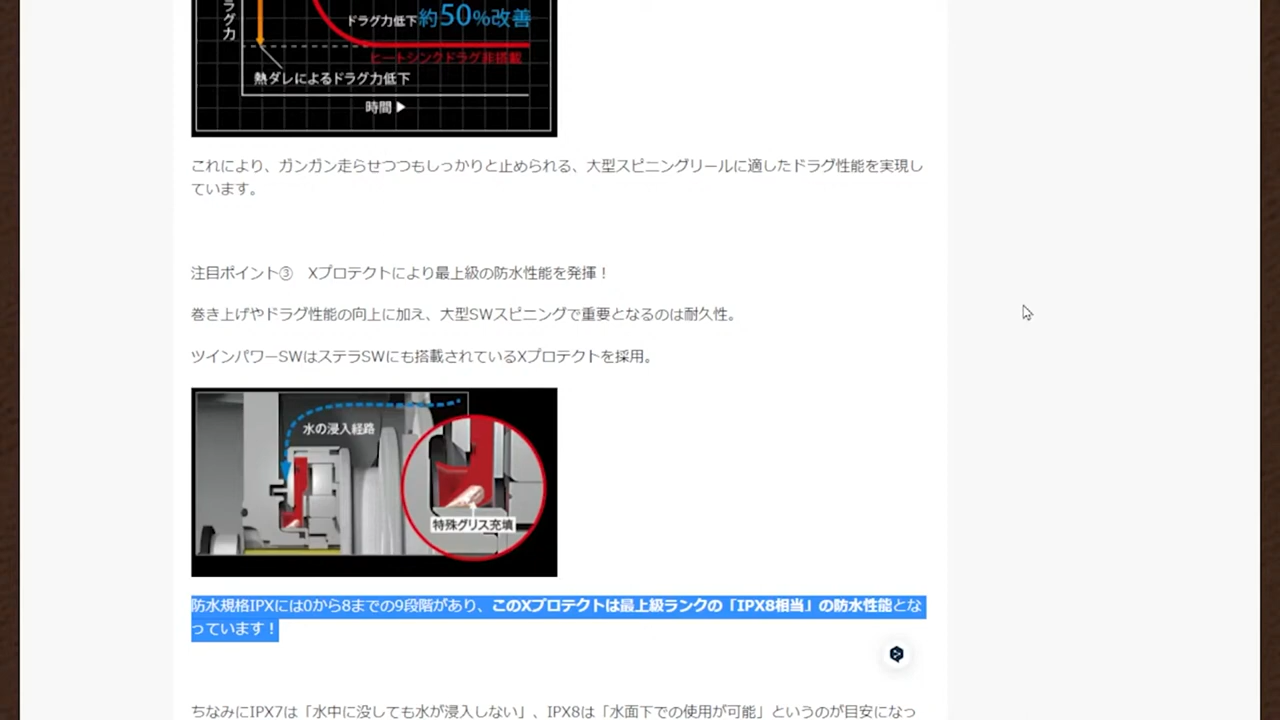 ラグ力
ドラグ力低下約50%改善
ヒートシンクドラグ非搭載
熱ダレによるドラグ力低下
時間▶
これにより、ガンガン走らせつつもしっかりと止められる、大型スピニングリールに適したドラグ性能を実現し
ています。
注目ポイント③ Xプロテクトにより最上級の防水性能を発揮！
巻き上げやドラグ性能の向上に加え、大型SWスピニングで重要となるのは耐久性。
ツインパワーSWはステラSWにも搭載されているXプロテクトを採用。
水の浸入経路
特殊グリス充填
防水規格IPXには0から8までの9段階があり、このXプロテクトは最上級ランクの「IPX8相当」の防水性能とな
っています！
ちなみにIPX7は「水中に没しても水が浸入しない」、IPX8は「水面下での使用が可能」というのが目安になっ